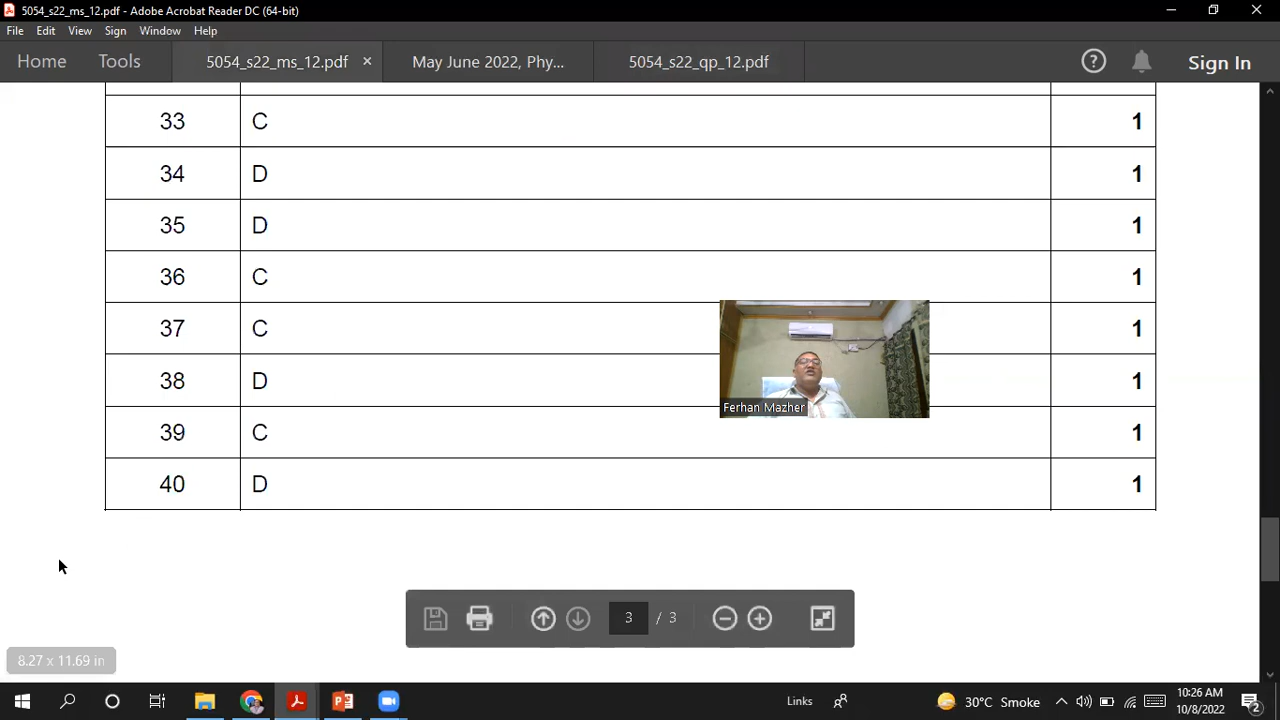 5054_s22_ms_12.pdf - Adobe Acrobat Reader DC (64-bit)
File Edit View Sign Window Help
Home Tools 5054_s22_ms_12.pdf × May June 2022, Phy... 5054_s22_qp_12.pdf ? Sign In
33 C 1
34 D 1
35 D 1
36 C 1
37 C 1
38 D 1
Ferhan Mazher
39 C 1
40 D 1
3 / 3
8.27 x 11.69 in
Links 30°C Smoke 10:26 AM
10/8/2022 2